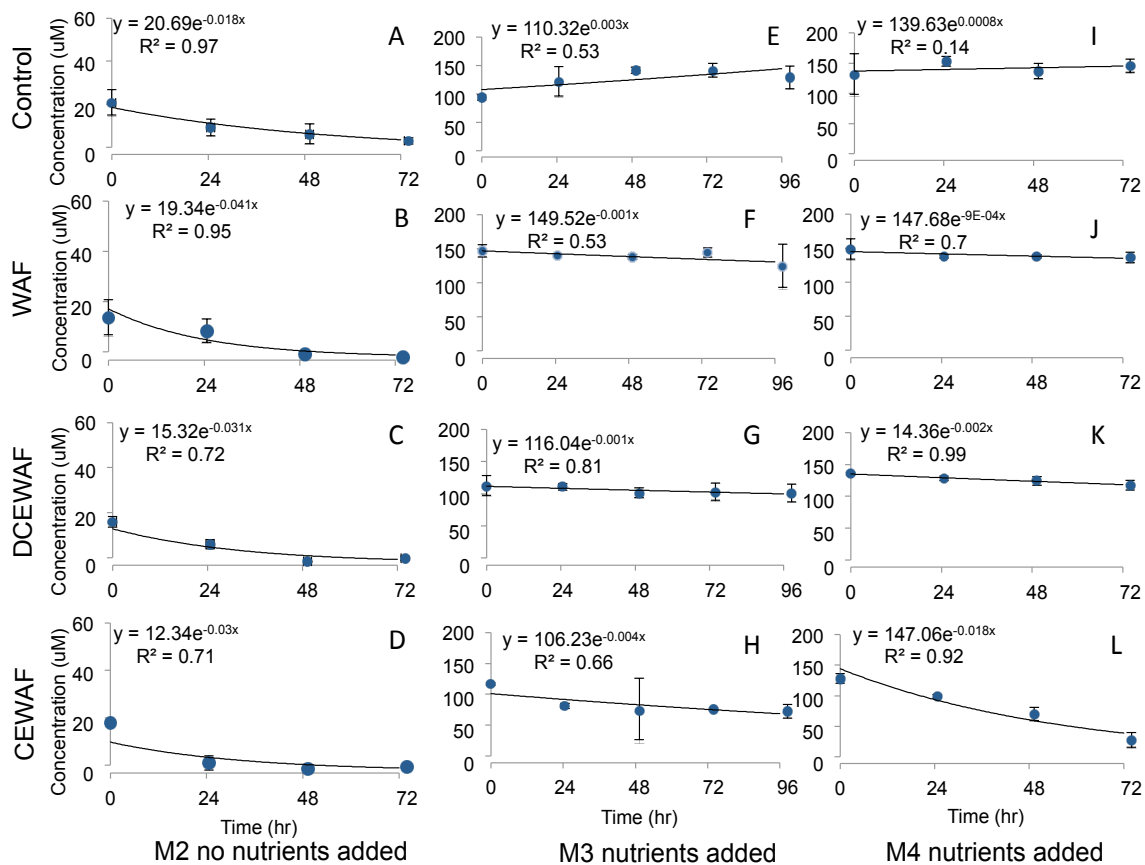 Control
Concentration (uM)
60
40
20
0
y = 20.69e-0.018x
R² = 0.97
A
0 24 48 72
200
150
100
50
0
y = 110.32e0.003x
R² = 0.53
E
0 24 48 72 96
200
150
100
50
0
y = 139.63e0.0008x
R² = 0.14
I
0 24 48 72
WAF
Concentration (uM)
60
40
20
0
y = 19.34e-0.041x
R² = 0.95
B
0 24 48 72
200
150
100
50
0
y = 149.52e-0.001x
R² = 0.53
F
0 24 48 72 96
200
150
100
50
0
y = 147.68e-9E-04x
R² = 0.7
J
0 24 48 72
DCEWAF
Concentration (uM)
60
40
20
0
y = 15.32e-0.031x
R² = 0.72
C
0 24 48 72
200
150
100
50
0
y = 116.04e-0.001x
R² = 0.81
G
0 24 48 72 96
200
150
100
50
0
y = 14.36e-0.002x
R² = 0.99
K
0 24 48 72
CEWAF
Concentration (uM)
60
40
20
0
y = 12.34e-0.03x
R² = 0.71
D
0 24 48 72
200
150
100
50
0
y = 106.23e-0.004x
R² = 0.66
H
0 24 48 72 96
200
150
100
50
0
y = 147.06e-0.018x
R² = 0.92
L
0 24 48 72
Time (hr) Time (hr) Time (hr)
M2 no nutrients added M3 nutrients added M4 nutrients added